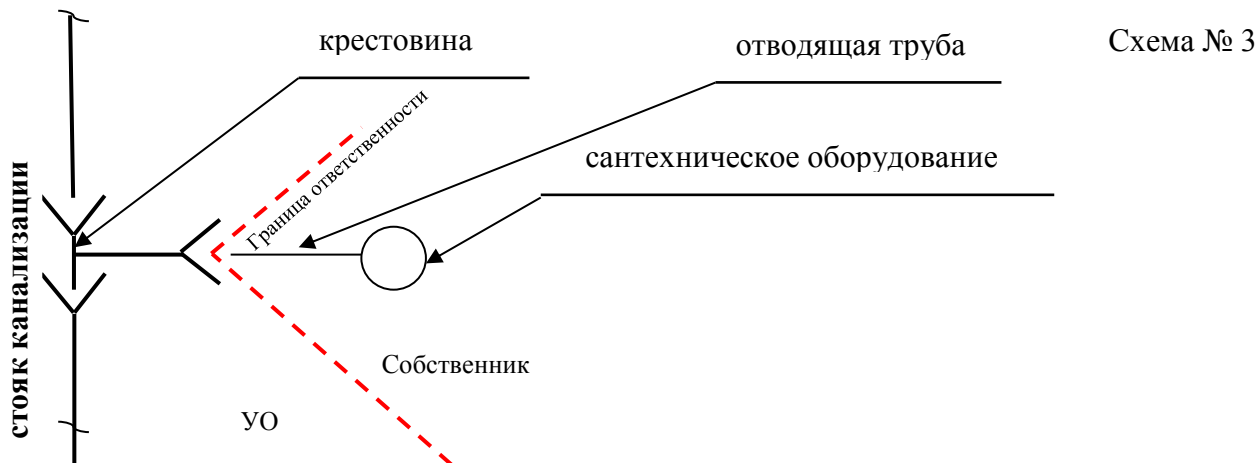 крестовина
отводящая труба
Схема № 3
Граница ответственности
сантехническое оборудование
стояк канализации
Собственник
УО